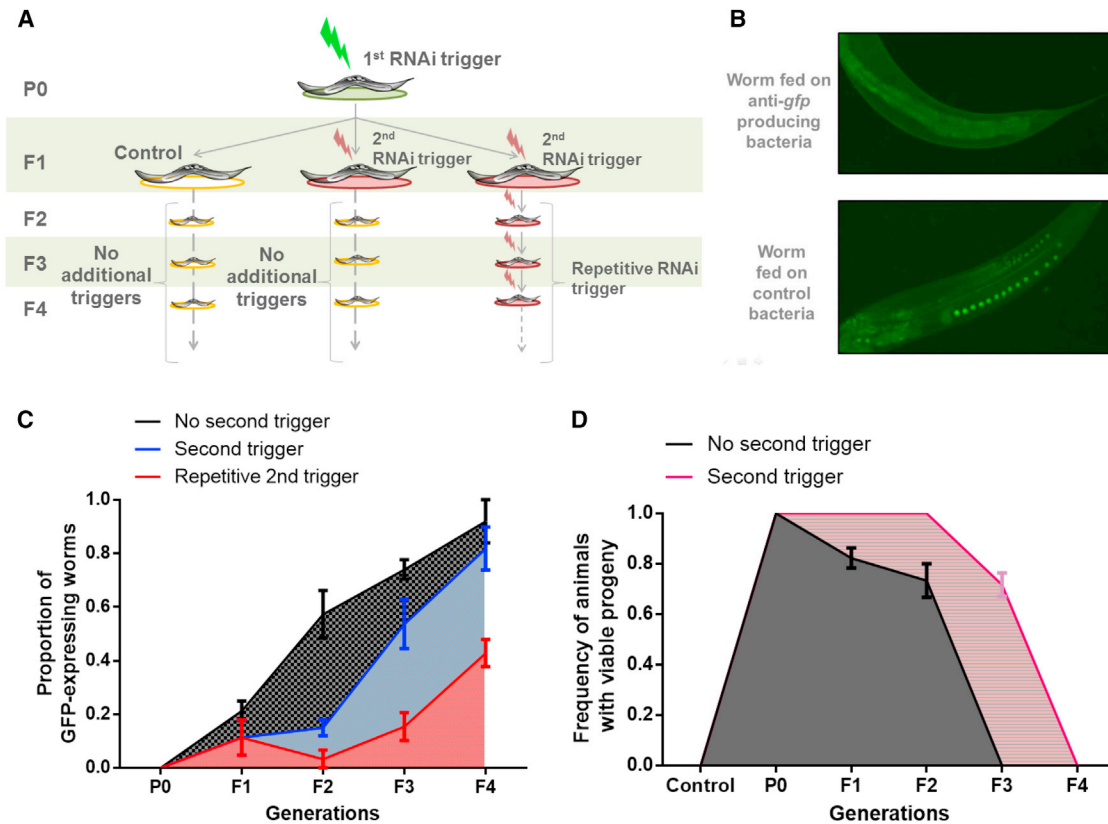 A
1st RNAi trigger
P0
Control
2nd
RNAi trigger
2nd
RNAi trigger
F1
F2
F3
F4
No
additional
triggers
No
additional
triggers
Repetitive RNAi
trigger
B
Worm fed on
anti-gfp
producing
bacteria
Worm
fed on
control
bacteria
C
No second trigger
Second trigger
Repetitive 2nd trigger
Proportion of
GFP-expressing worms
1.0
0.8
0.6
0.4
0.2
0.0
P0 F1 F2 F3 F4
Generations
D
No second trigger
Second trigger
Frequency of animals
with viable progeny
1.0
0.8
0.6
0.4
0.2
0.0
Control P0 F1 F2 F3 F4
Generations